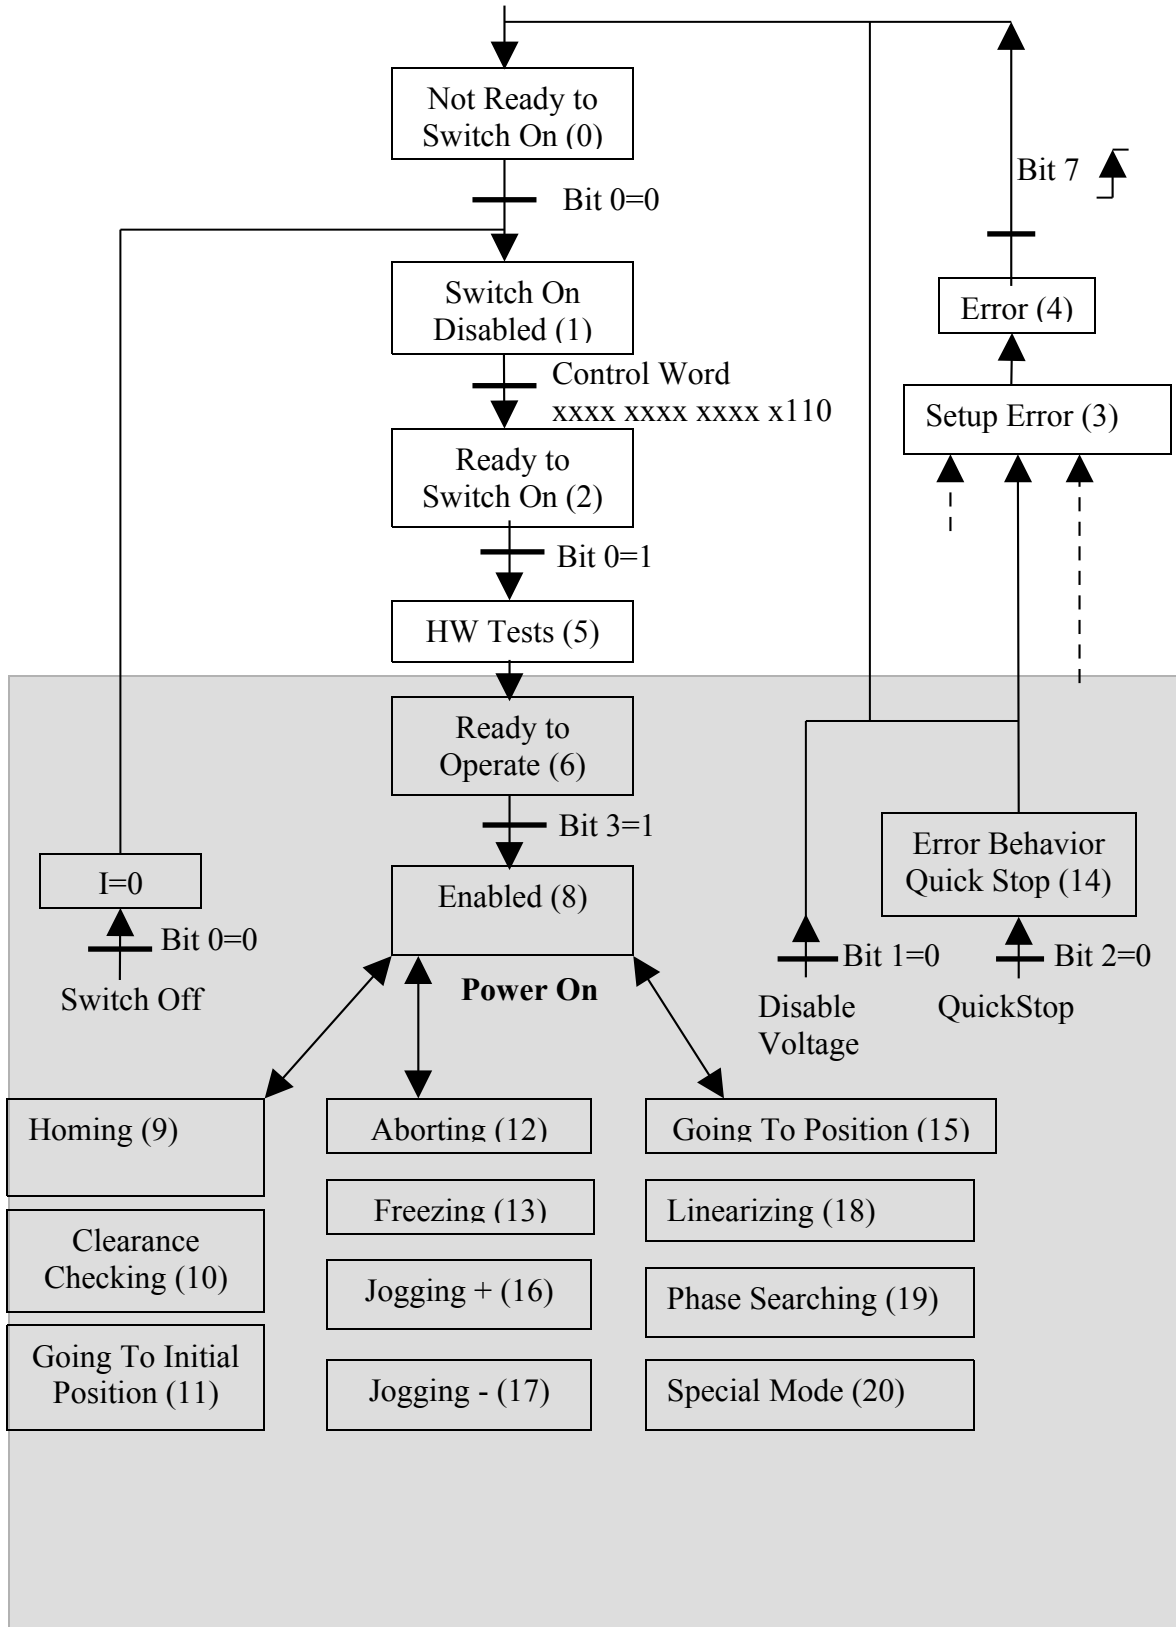 Not Ready to
Switch On (0)
Bit 0=0
Bit 7
Switch On
Disabled (1)
Error (4)
Control Word
xxxx xxxx xxxx x110
Setup Error (3)
Ready to
Switch On (2)
Bit 0=1
HW Tests (5)
Ready to
Operate (6)
Bit 3=1
I=0
Enabled (8)
Error Behavior
Quick Stop (14)
Bit 0=0
Switch Off
Power On
Bit 1=0
Disable
Voltage
Bit 2=0
QuickStop
Homing (9)
Aborting (12)
Going To Position (15)
Clearance
Checking (10)
Freezing (13)
Linearizing (18)
Jogging + (16)
Phase Searching (19)
Going To Initial
Position (11)
Jogging - (17)
Special Mode (20)